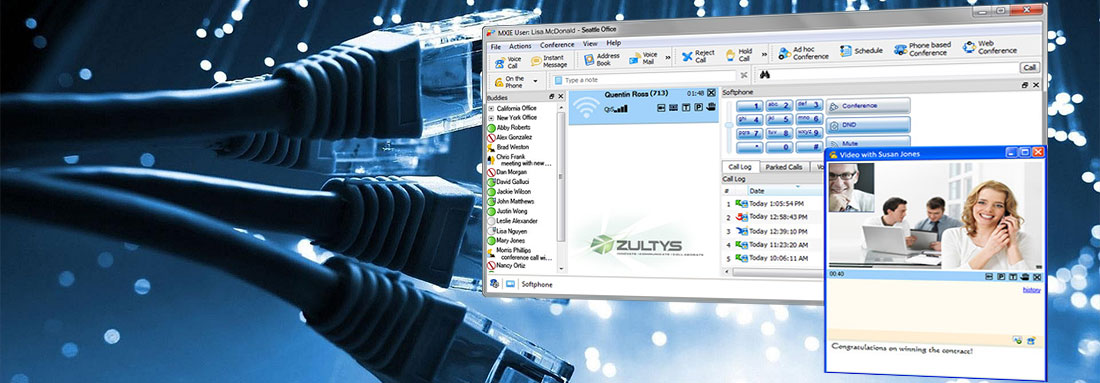 MXIE User: Lisa McDonald - Seattle Office
File Actions Conference View Help
Voice Call
Instant Message
Address Book
Voice Mail
Reject Call
Hold Call
Ad hoc Conference
Schedule
Phone based Conference
Web Conference
On the Phone
Type a note
Call
Buddies
California Office
New York Office
Abby Roberts
Alex Gonzalez
Brad Weston
Chris Frank
meeting with new ...
Dan Morgan
David Galluci
Jackie Wilson
John Matthews
Justin Wong
Leslie Alexander
Lisa Nguyen
Mary Jones
Morris Phillips
conference call wi...
Nancy Ortiz
Softphone
Quentin Ross (713) 01:48
QoS
T P
ZULTYS
Softphone
1 abc 2 def 3
ghi 4 jkl 5 mno 6
pqrs 7 tuv 8 wxyz 9
* 0 #
Conference
DND
Mute
Call Log Parked Calls Vo
Call Log
# Date
1 Today 1:05:54 PM
2 Today 12:58:43 PM
3 Today 12:39:10 PM
4 Today 11:23:20 AM
5 Today 10:06:11 AM
Video with Susan Jones
00:40
T P
history
Congratulations on winning the contract!